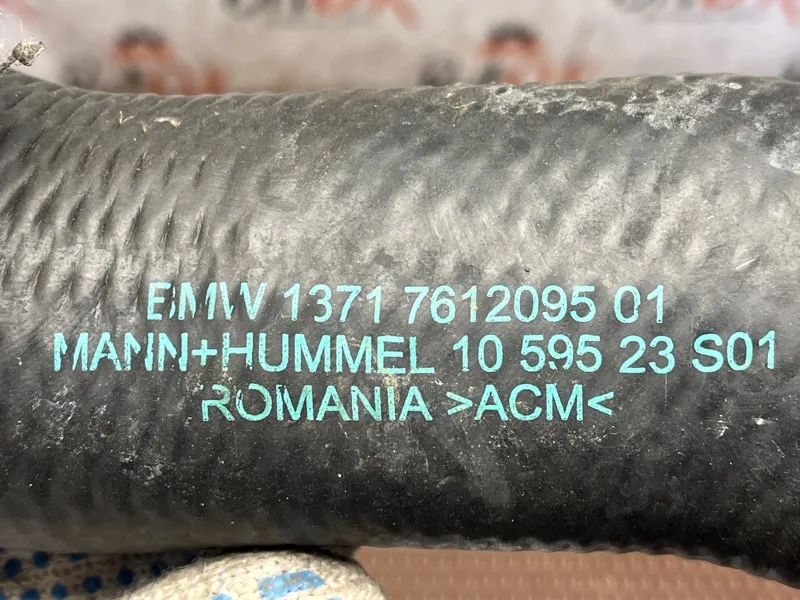 BMW 1371 7612095 01
MANN+HUMMEL 10 595 23 S01
ROMANIA >ACM<